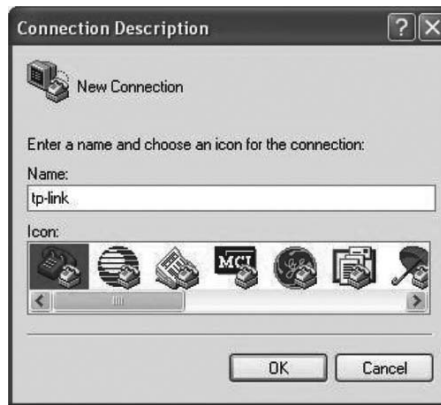 Connection Description
New Connection
Enter a name and choose an icon for the connection:
Name:
tp-link
Icon:
MCI
OK
Cancel